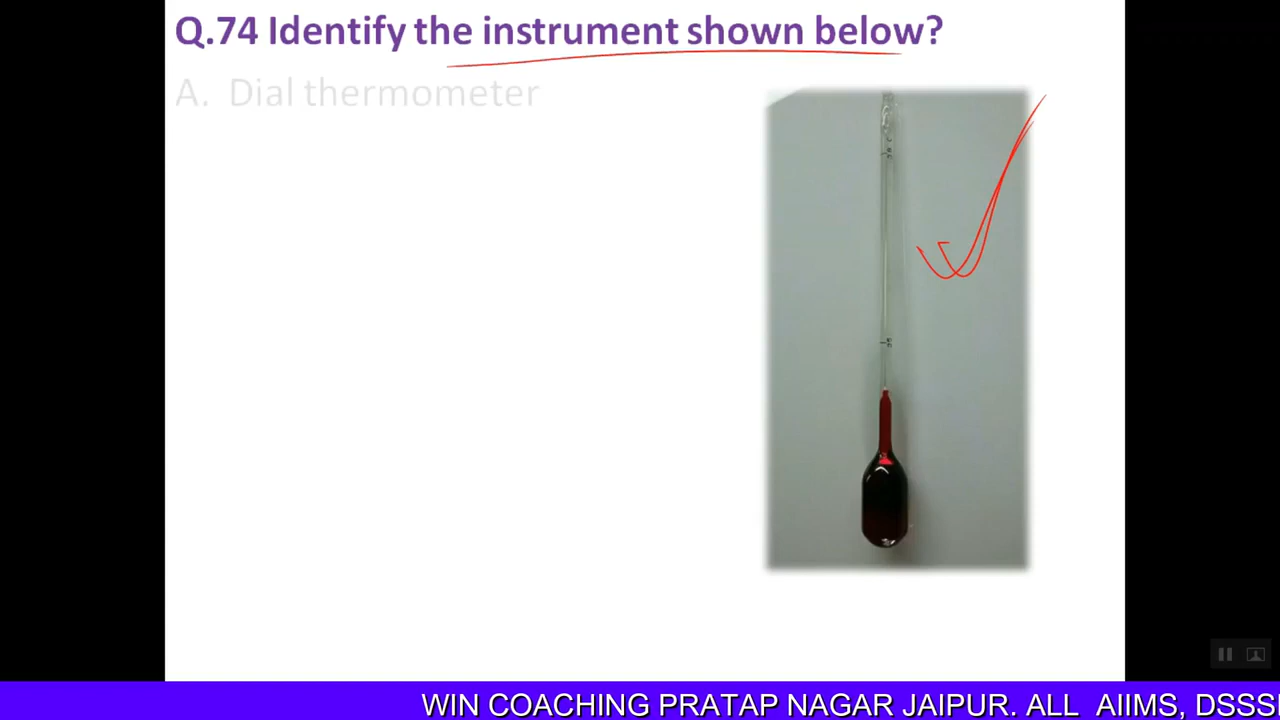 Q.74 Identify the instrument shown below?
A. Dial thermometer
WIN COACHING PRATAP NAGAR JAIPUR. ALL AIIMS, DSSS